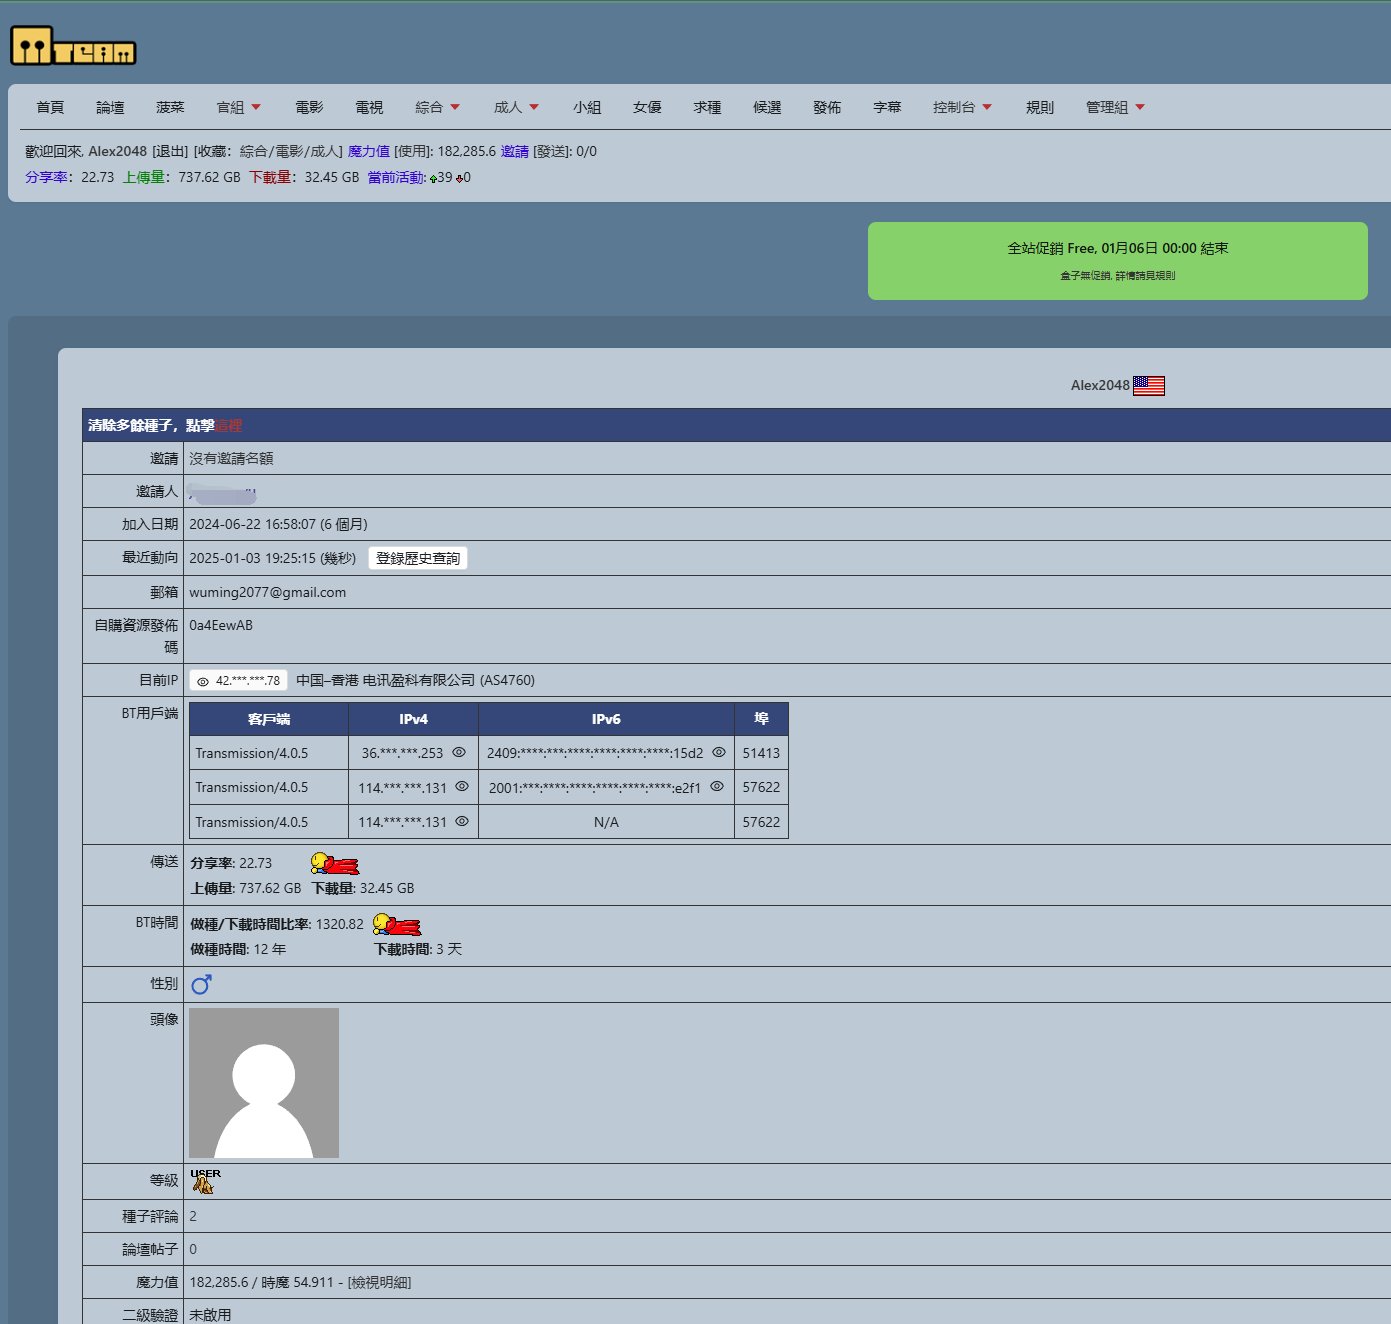 M TEAM
首頁 論壇 菠菜 官組 電影 電視 綜合 成人 小組 女優 求種 候選 發佈 字幕 控制台 規則 管理組
歡迎回來, Alex2048 [退出] [收藏： 綜合/電影/成人] 魔力值 [使用]: 182,285.6 邀請 [發送]: 0/0
分享率： 22.73 上傳量： 737.62 GB 下載量： 32.45 GB 當前活動: 39 0
全站促銷 Free, 01月06日 00:00 結束
盒子無促銷, 詳情請見規則
Alex2048
清除多餘種子，點擊這裡
邀請 沒有邀請名額
邀請人
加入日期 2024-06-22 16:58:07 (6 個月)
最近動向 2025-01-03 19:25:15 (幾秒) 登錄歷史查詢
郵箱 wuming2077@gmail.com
自購資源發佈 0a4EewAB
碼
目前IP 42.***.***.78 中国–香港 电讯盈科有限公司 (AS4760)
BT用戶端 客戶端 IPv4 IPv6 埠
Transmission/4.0.5 36.***.***.253 2409:****:***:****:****:****:****:15d2 51413
Transmission/4.0.5 114.***.***.131 2001:***:****:****:****:****:****:e2f1 57622
Transmission/4.0.5 114.***.***.131 N/A 57622
傳送 分享率: 22.73
上傳量: 737.62 GB 下載量: 32.45 GB
BT時間 做種/下載時間比率: 1320.82
做種時間: 12 年 下載時間: 3 天
性別
頭像
等級 USER
種子評論 2
論壇帖子 0
魔力值 182,285.6 / 時魔 54.911 - [檢視明細]
二級驗證 未啟用